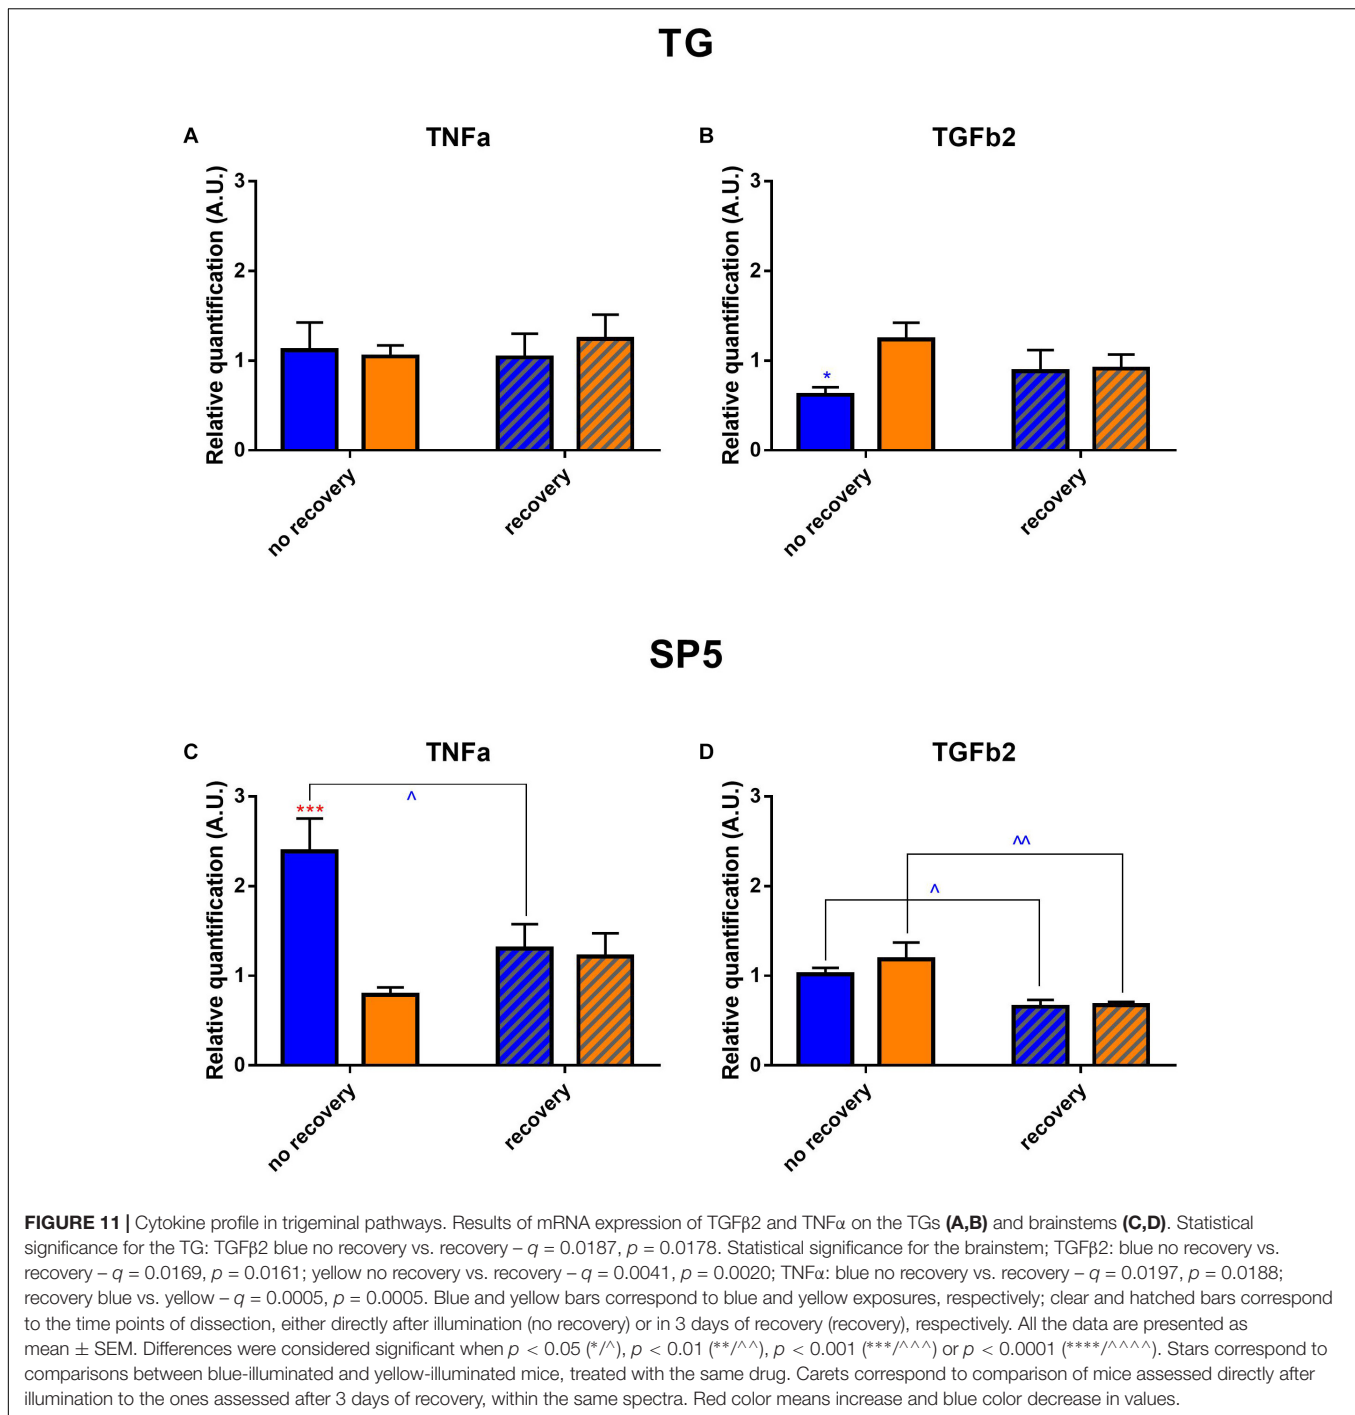 TG
A
TNFa
B
TGFb2
Relative quantification (A.U.)
3
2
1
0
no recovery
recovery
Relative quantification (A.U.)
3
2
1
0
*
no recovery
recovery
SP5
C
TNFa
D
TGFb2
Relative quantification (A.U.)
3
2
1
0
***
^
no recovery
recovery
Relative quantification (A.U.)
3
2
1
0
^
^^
no recovery
recovery
FIGURE 11 | Cytokine profile in trigeminal pathways. Results of mRNA expression of TGFβ2 and TNFα on the TGs (A,B) and brainstems (C,D). Statistical
significance for the TG: TGFβ2 blue no recovery vs. recovery – q = 0.0187, p = 0.0178. Statistical significance for the brainstem; TGFβ2: blue no recovery vs.
recovery – q = 0.0169, p = 0.0161; yellow no recovery vs. recovery – q = 0.0041, p = 0.0020; TNFα: blue no recovery vs. recovery – q = 0.0197, p = 0.0188;
recovery blue vs. yellow – q = 0.0005, p = 0.0005. Blue and yellow bars correspond to blue and yellow exposures, respectively; clear and hatched bars correspond
to the time points of dissection, either directly after illumination (no recovery) or in 3 days of recovery (recovery), respectively. All the data are presented as
mean ± SEM. Differences were considered significant when p < 0.05 (*/^), p < 0.01 (**/^^), p < 0.001 (***/^^^) or p < 0.0001 (****/^^^^). Stars correspond to
comparisons between blue-illuminated and yellow-illuminated mice, treated with the same drug. Carets correspond to comparison of mice assessed directly after
illumination to the ones assessed after 3 days of recovery, within the same spectra. Red color means increase and blue color decrease in values.